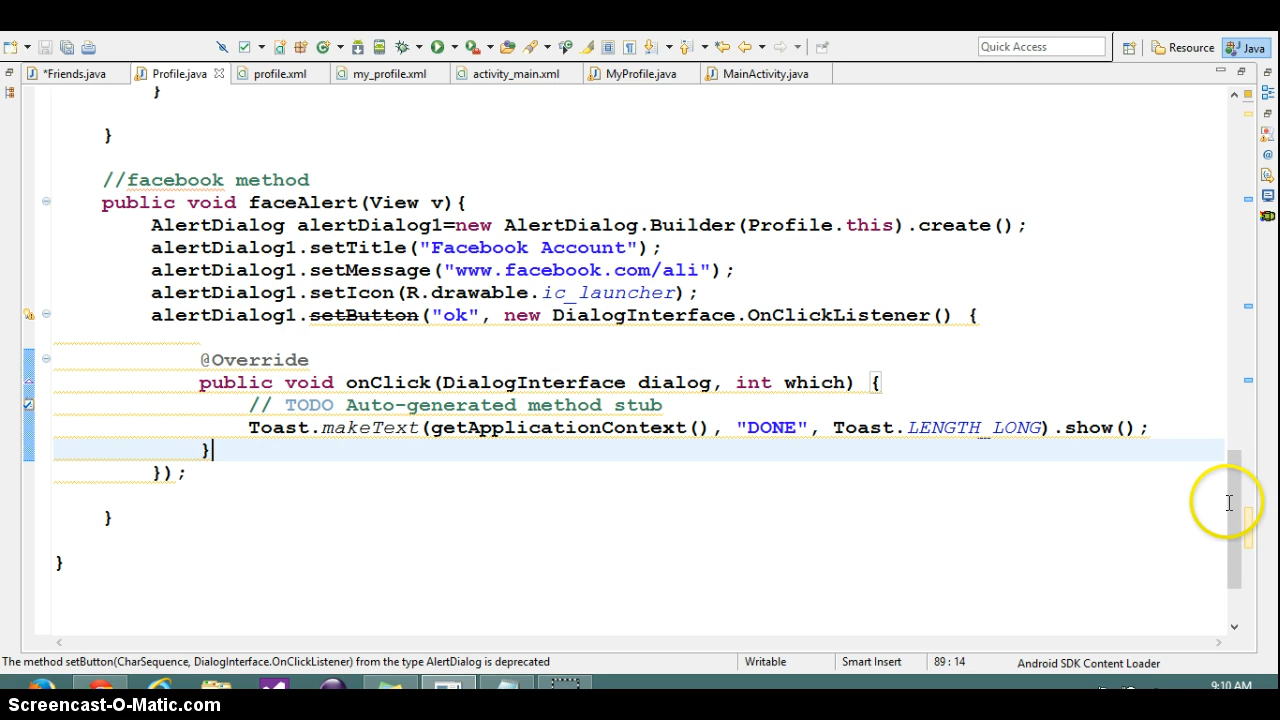 Quick Access
Resource
Java
*Friends.java
Profile.java
profile.xml
my_profile.xml
activity_main.xml
MyProfile.java
MainActivity.java
}
}
//facebook method
public void faceAlert(View v){
AlertDialog alertDialog1=new AlertDialog.Builder(Profile.this).create();
alertDialog1.setTitle("Facebook Account");
alertDialog1.setMessage("www.facebook.com/ali");
alertDialog1.setIcon(R.drawable.ic_launcher);
alertDialog1.setButton("ok", new DialogInterface.OnClickListener() {
@Override
public void onClick(DialogInterface dialog, int which) {
// TODO Auto-generated method stub
Toast.makeText(getApplicationContext(), "DONE", Toast.LENGTH_LONG).show();
}
});
}
}
The method setButton(CharSequence, DialogInterface.OnClickListener) from the type AlertDialog is deprecated
Writable
Smart Insert
89 : 14
Android SDK Content Loader
9:10 AM
Screencast-O-Matic.com